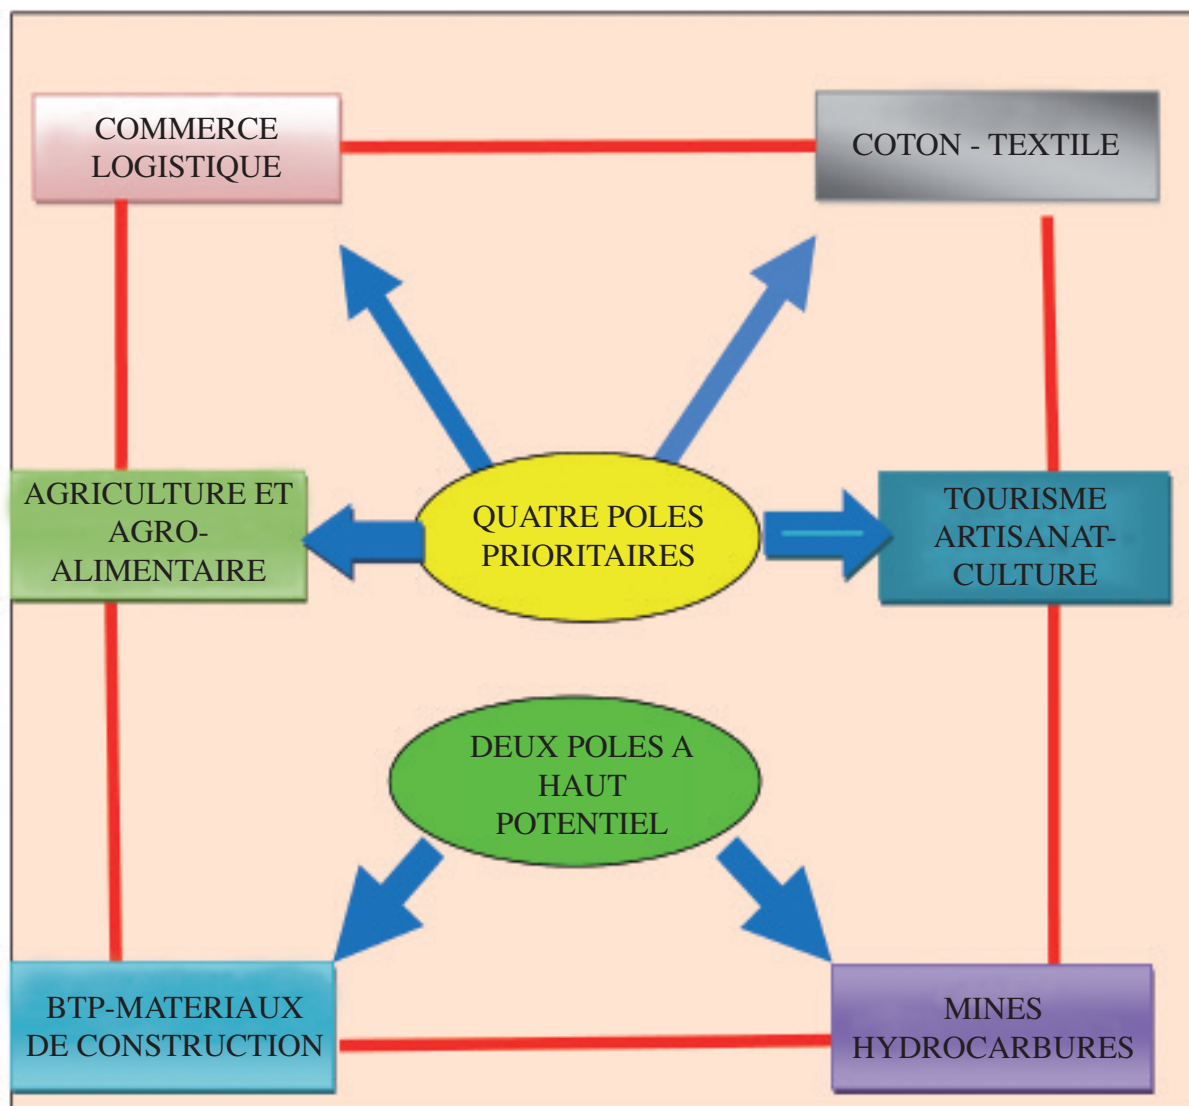 COMMERCE
LOGISTIQUE
COTON - TEXTILE
AGRICULTURE ET
AGRO-
ALIMENTAIRE
QUATRE POLES
PRIORITAIRES
TOURISME
ARTISANAT-
CULTURE
DEUX POLES A
HAUT
POTENTIEL
BTP-MATERIAUX
DE CONSTRUCTION
MINES
HYDROCARBURES